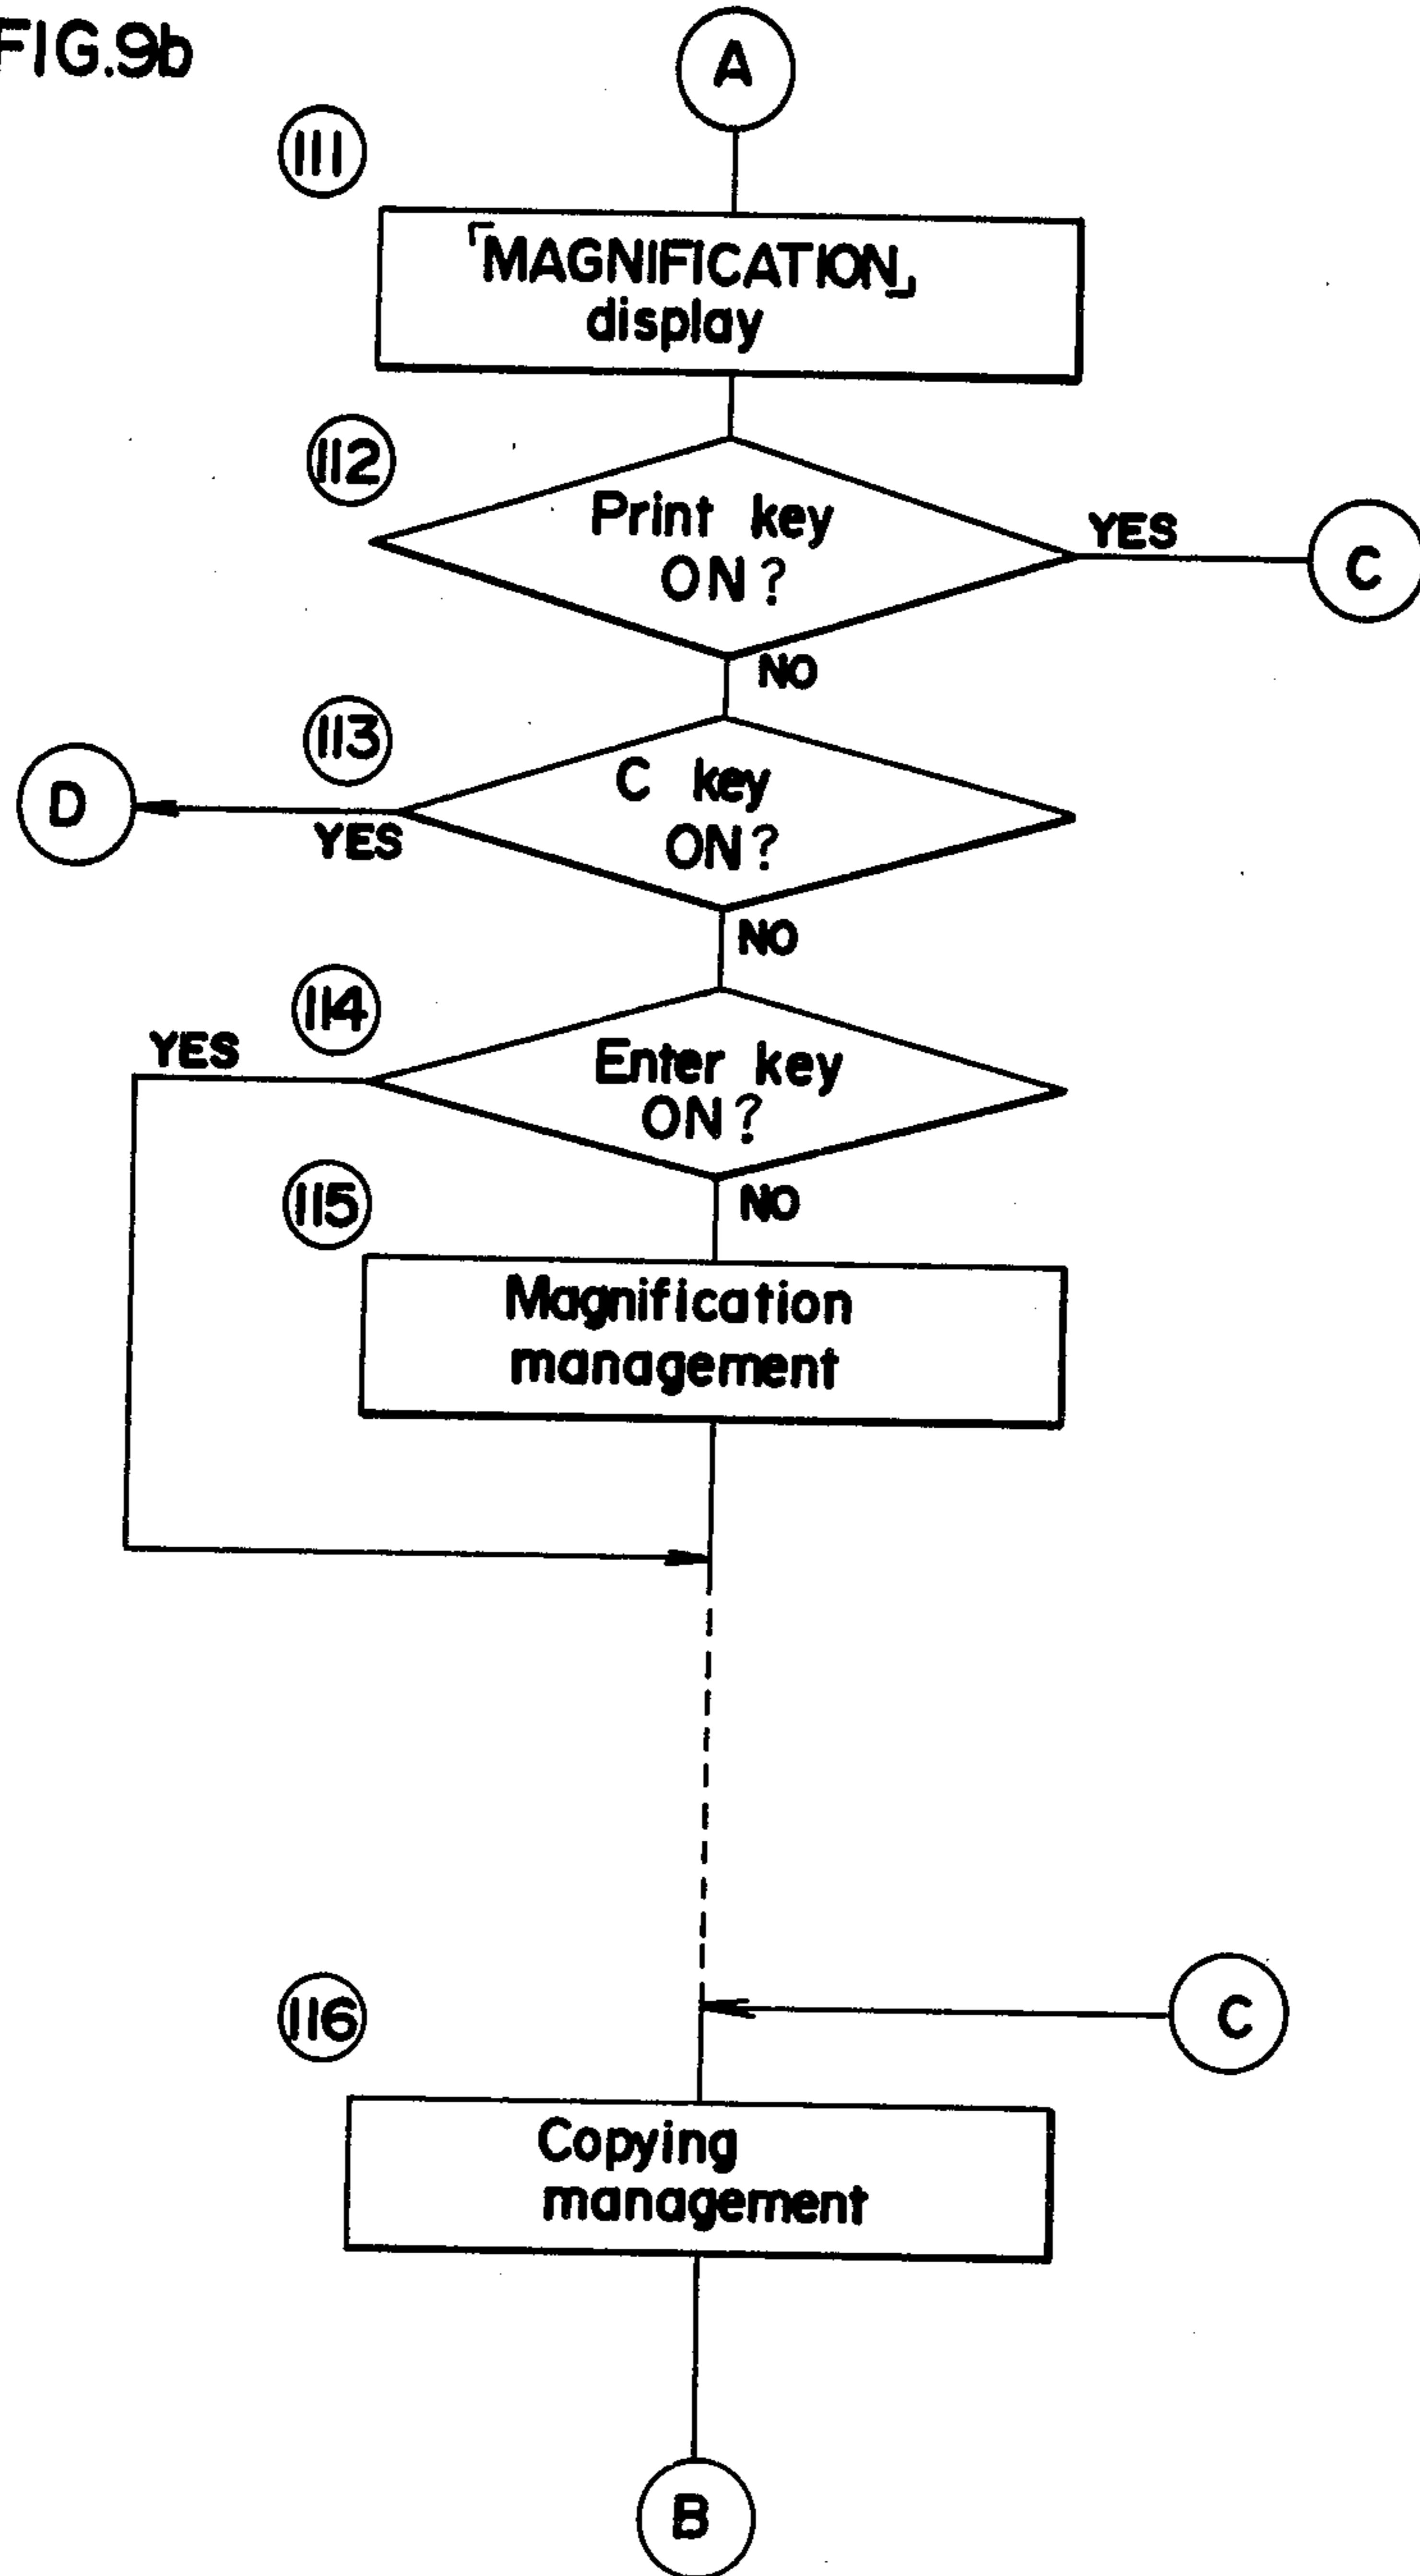 FIG.9b
A
111
「MAGNIFICATION」
display
112
Print key
ON?
YES
C
NO
113
C key
ON?
D
YES
NO
114
YES
Enter key
ON?
115
NO
Magnification
management
116
C
Copying
management
B